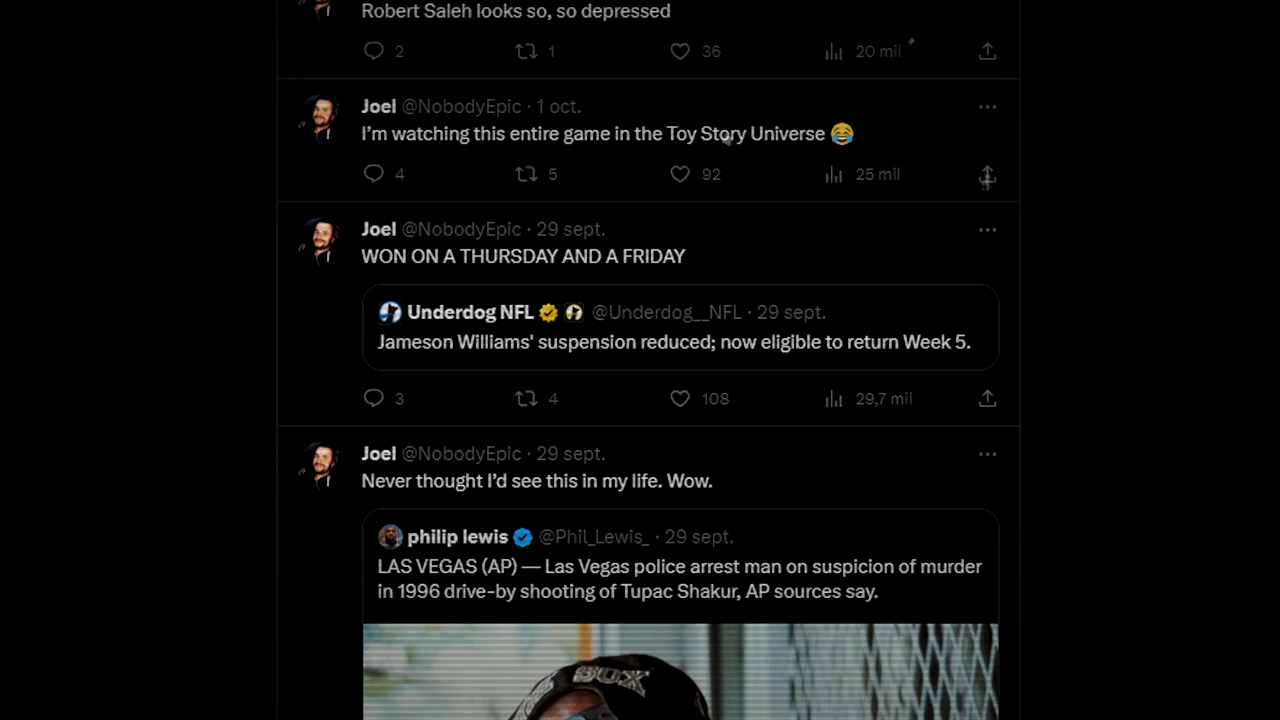 Robert Saleh looks so, so depressed
2 1 36 20 mil
Joel @NobodyEpic · 1 oct.
I'm watching this entire game in the Toy Story Universe 😂
4 5 92 25 mil
Joel @NobodyEpic · 29 sept.
WON ON A THURSDAY AND A FRIDAY
Underdog NFL @Underdog__NFL · 29 sept.
Jameson Williams' suspension reduced; now eligible to return Week 5.
3 4 108 29,7 mil
Joel @NobodyEpic · 29 sept.
Never thought I'd see this in my life. Wow.
philip lewis @Phil_Lewis_ · 29 sept.
LAS VEGAS (AP) — Las Vegas police arrest man on suspicion of murder
in 1996 drive-by shooting of Tupac Shakur, AP sources say.
SOX